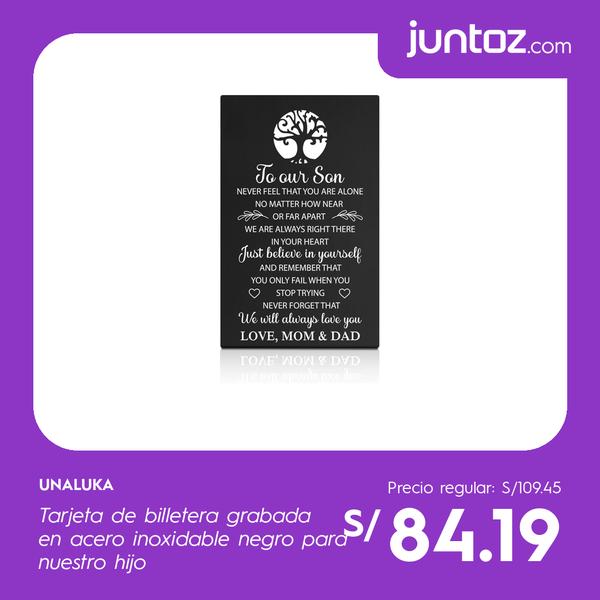 juntoz.com
To our Son
NEVER FEEL THAT YOU ARE ALONE
NO MATTER HOW NEAR
OR FAR APART
WE ARE ALWAYS RIGHT THERE
IN YOUR HEART
Just believe in yourself
AND REMEMBER THAT
YOU ONLY FAIL WHEN YOU
STOP TRYING
NEVER FORGET THAT
We will always love you
LOVE, MOM & DAD
UNALUKA
Tarjeta de billetera grabada
en acero inoxidable negro para
nuestro hijo
Precio regular: S/109.45
S/84.19